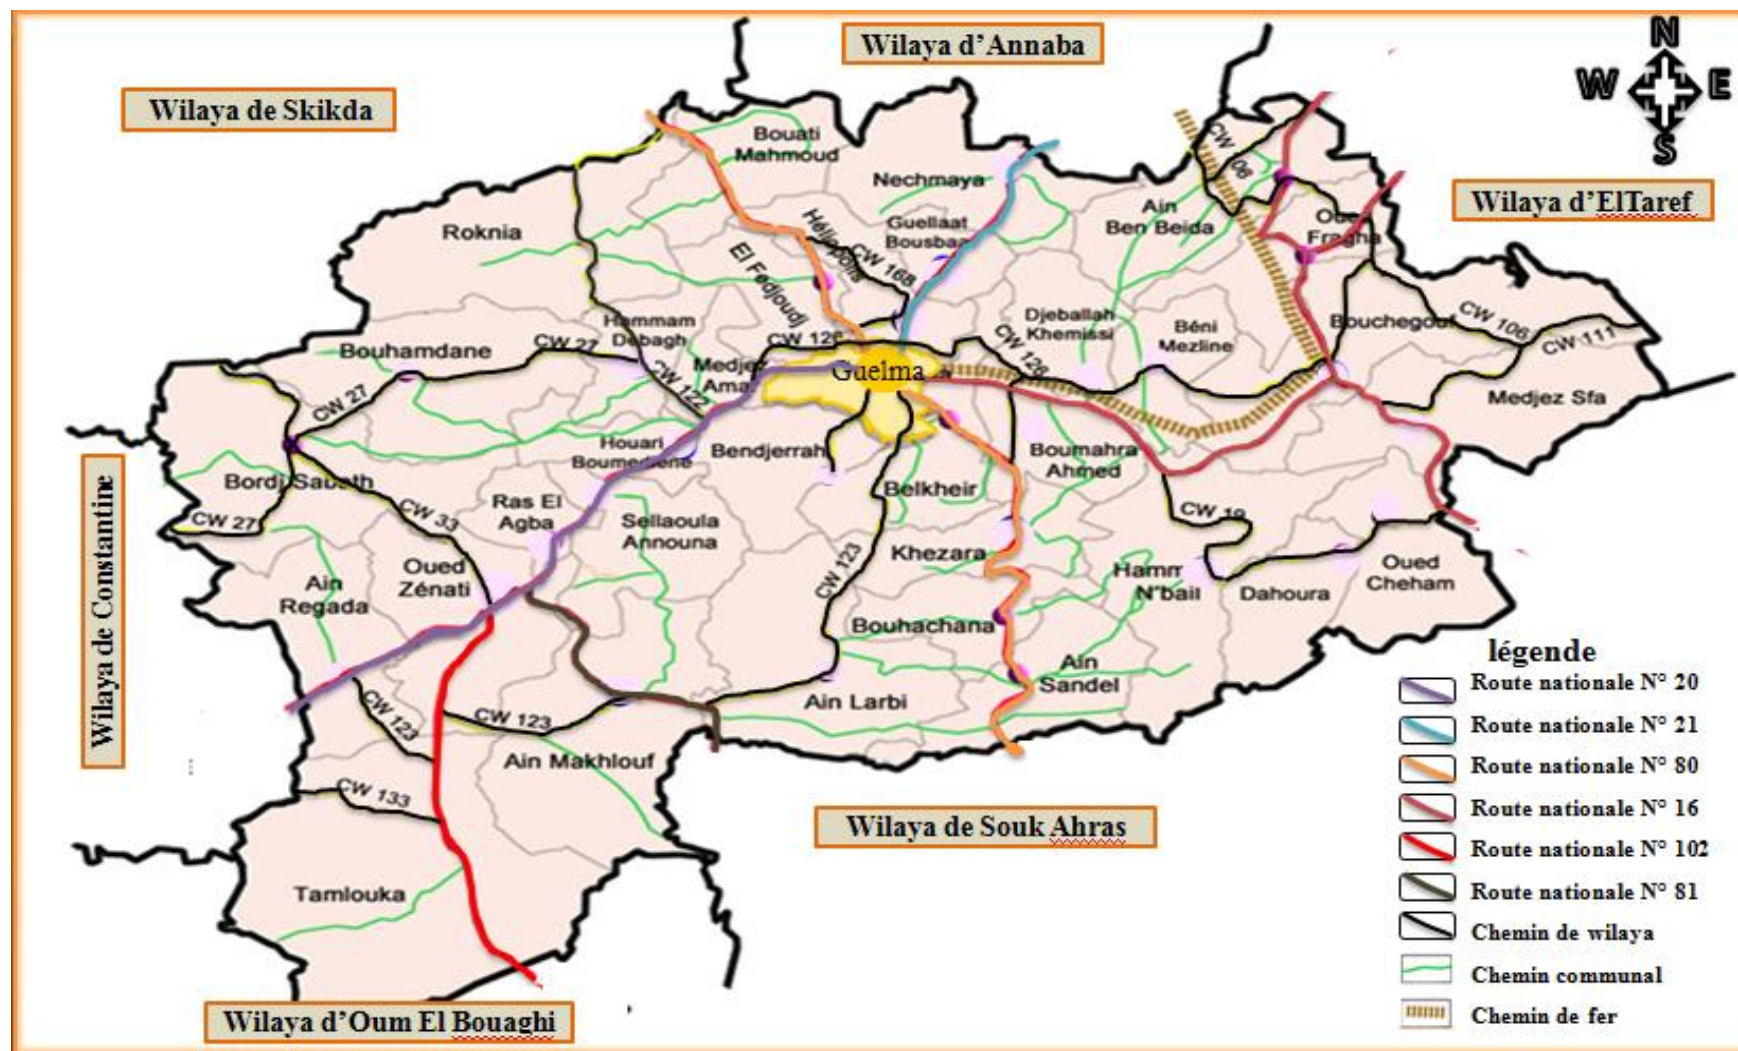 Wilaya d'Annaba
N
W E
S
Wilaya de Skikda
Wilaya d'ElTaref
Wilaya de Constantine
Wilaya de Souk Ahras
Wilaya d'Oum El Bouaghi
Bouati
Mahmoud
Nechmaya
CW 106
Roknia
Guellaat
Bousbaa
Ain
Ben Beida
Fragha
Héliopolis
CW 168
El Fedjoudj
Hammam
Debagh
Djeballah
Khemissi
Béni
Mezline
Bouchegouf
CW 106
CW 111
Bouhamdane
CW 27
CW 126
Guelma
CW 126
Medjez Sfa
CW 27
CW 122
Houari
Boumediene
Bendjerrah
Boumahra
Ahmed
Bordj Sabath
Belkheir
CW 27
CW 33
Ras El
Agba
Sellaoula
Announa
CW 19
Khezara
CW 123
Ain
Regada
Oued
Zénati
N"bail
Dahoura
Oued
Cheham
Bouhachana
Ain
Sandel
Ain Larbi
CW 123
CW 123
Ain Makhlouf
CW 133
Tamlouka
légende
Route nationale N° 20
Route nationale N° 21
Route nationale N° 80
Route nationale N° 16
Route nationale N° 102
Route nationale N° 81
Chemin de wilaya
Chemin communal
Chemin de fer